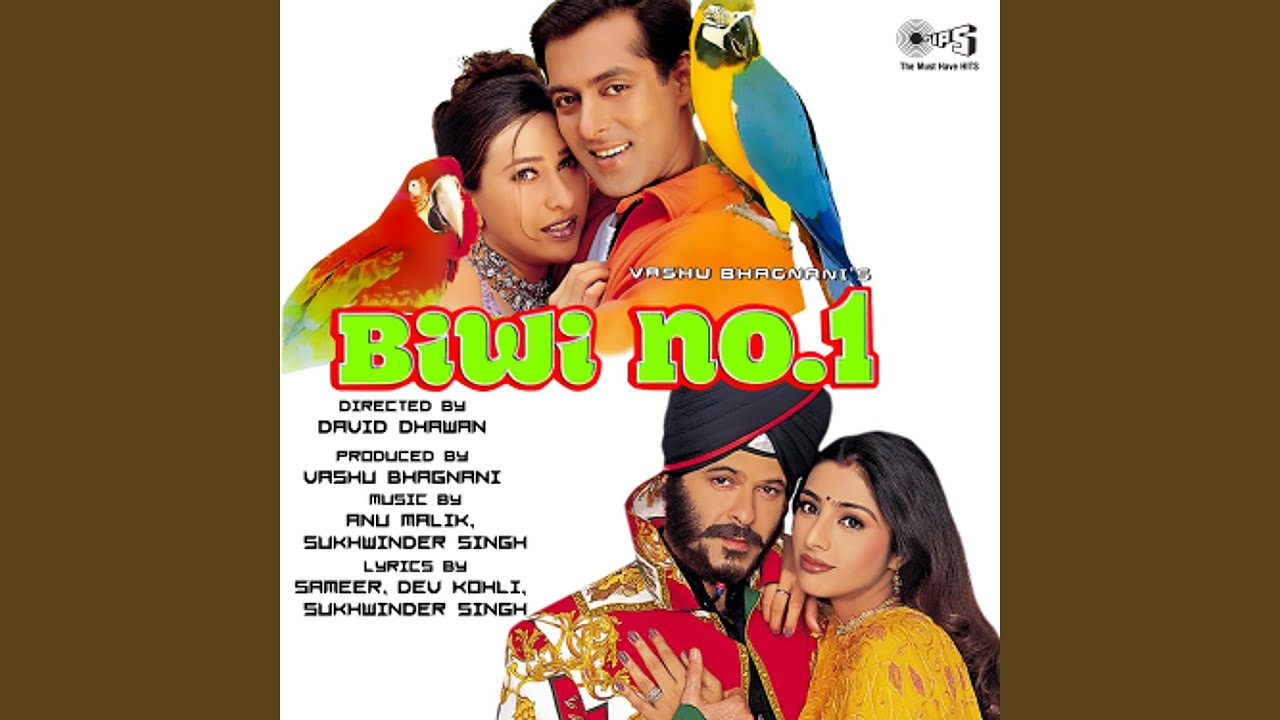 TIPS
The Must Have HITS
VASHU BHAGNANI'S
Biwi no.1
DIRECTED BY
DAVID DHAWAN
PRODUCED BY
VASHU BHAGNANI
MUSIC BY
ANU MALIK,
SUKHWINDER SINGH
LYRICS BY
SAMEER, DEV KOHLI,
SUKHWINDER SINGH